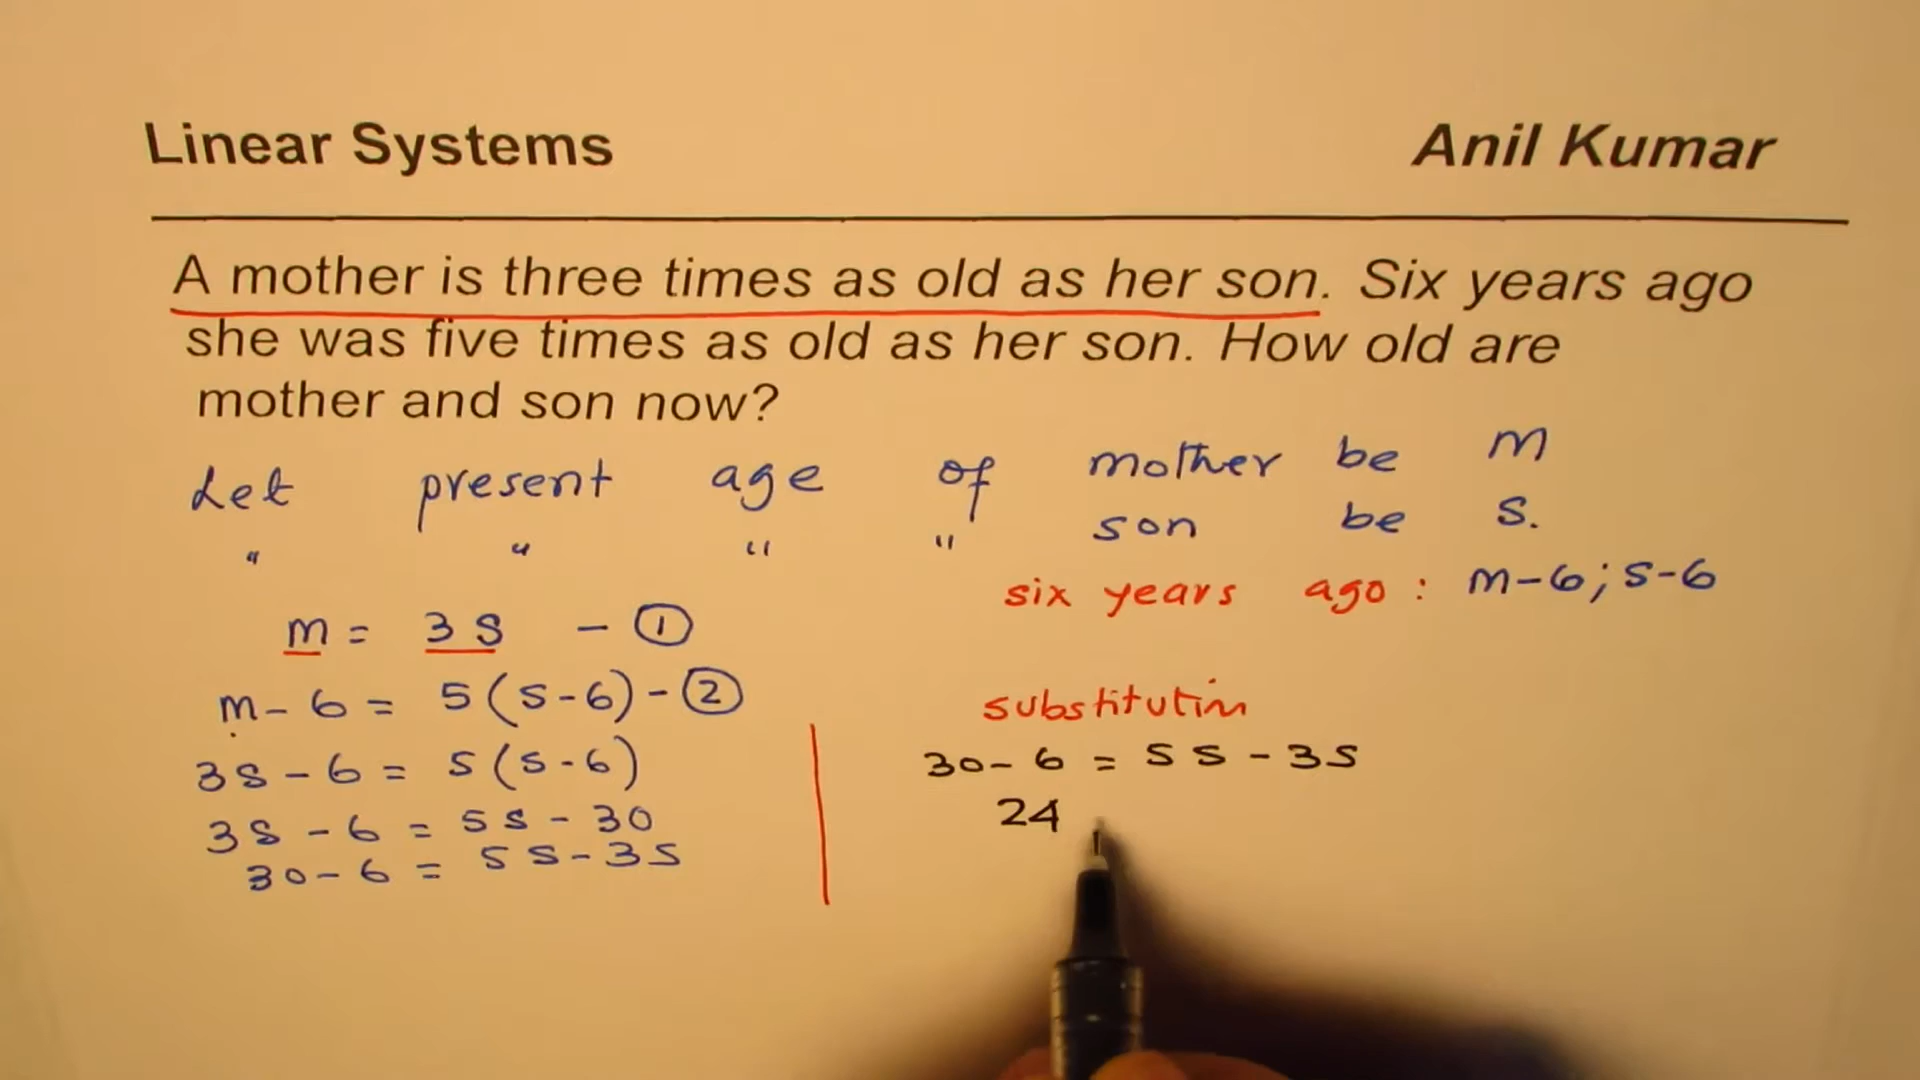 Linear Systems Anil Kumar
A mother is three times as old as her son. Six years ago
she was five times as old as her son. How old are
mother and son now?
Let present age of mother be m
" " " " son be s.
six years ago : m-6; s-6
m = 3s - ①
m - 6 = 5(s-6) - ②
3s - 6 = 5(s-6)
3s - 6 = 5s - 30
30 - 6 = 5s - 3s
substitutin
30 - 6 = 5s - 3s
24